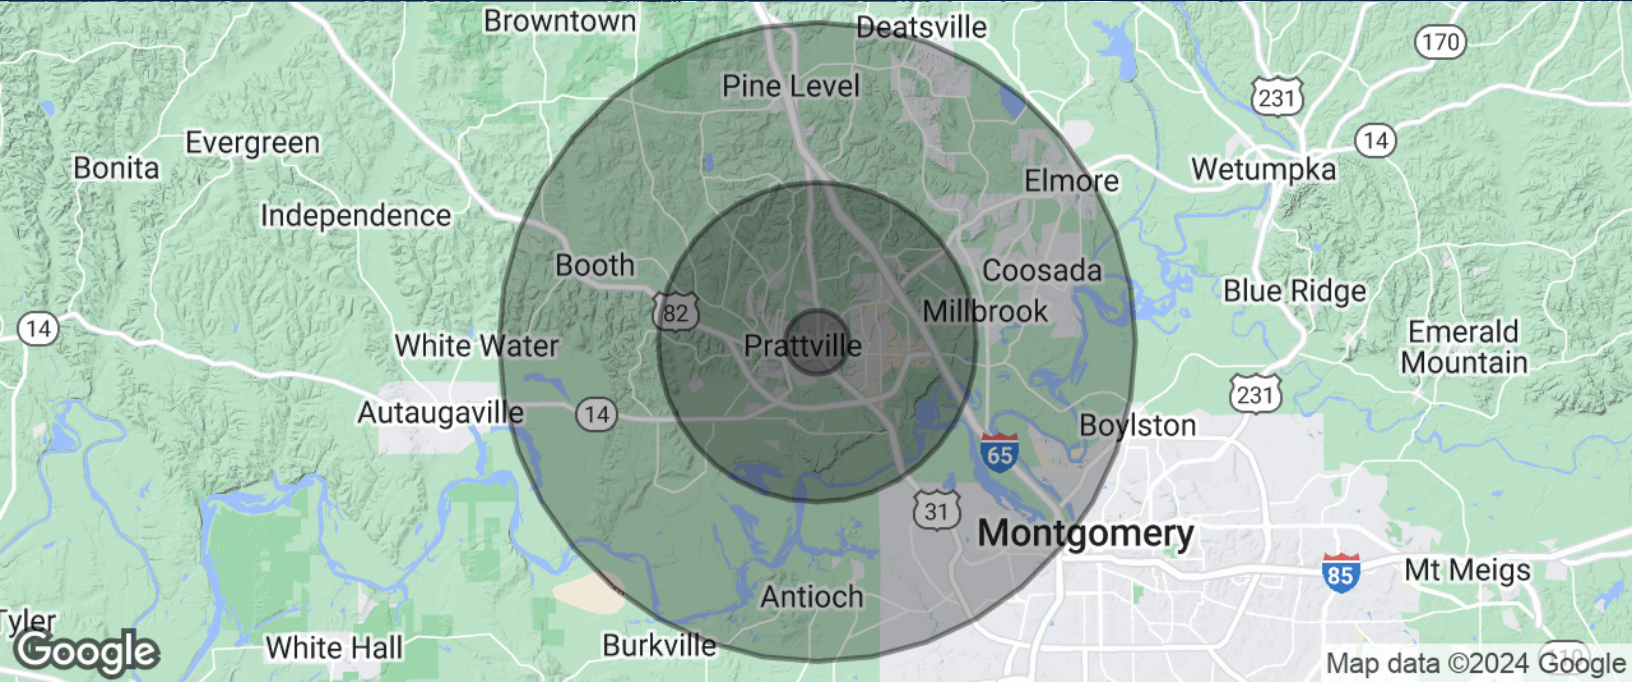 Browntown
Deatsville
170
Pine Level
231
14
Evergreen
Bonita
Wetumpka
Elmore
Independence
Booth
Coosada
Blue Ridge
82
Millbrook
14
White Water
Prattville
Emerald
Mountain
231
Autaugaville
14
Boylston
65
31
Montgomery
85
Mt Meigs
Antioch
Tyler
White Hall
Burkville
Google
110
Map data ©2024 Google